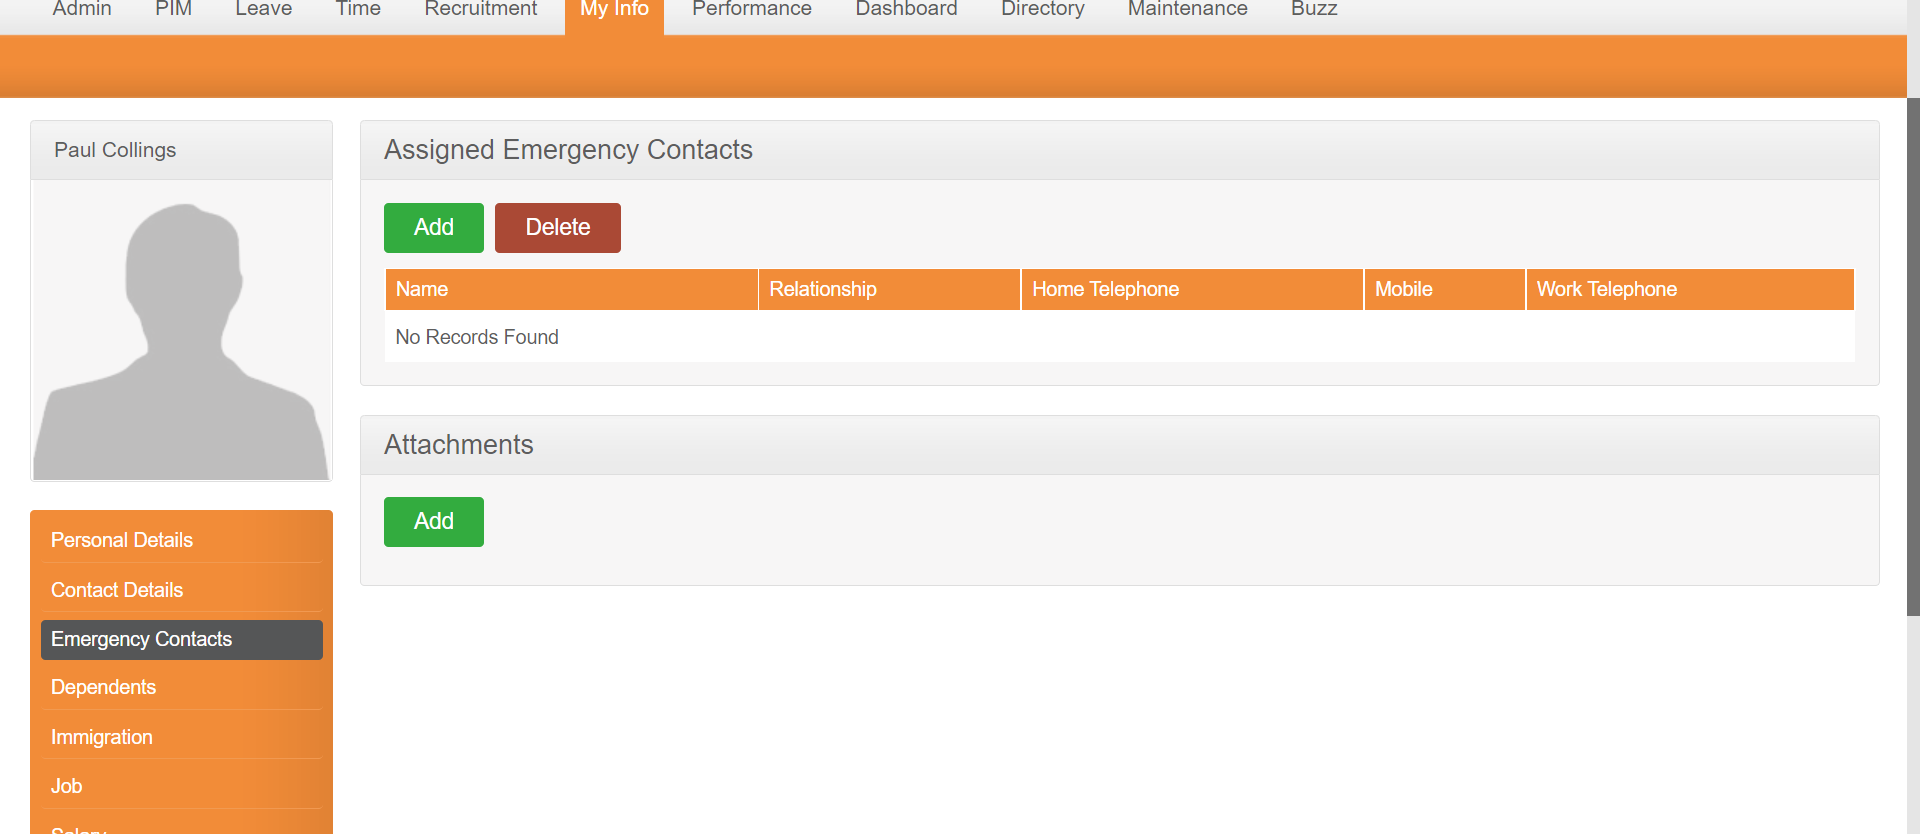 Admin PIM Leave Time Recruitment My Info Performance Dashboard Directory Maintenance Buzz
Paul Collings
Assigned Emergency Contacts
Add Delete
Name Relationship Home Telephone Mobile Work Telephone
No Records Found
Attachments
Add
Personal Details
Contact Details
Emergency Contacts
Dependents
Immigration
Job
Salary